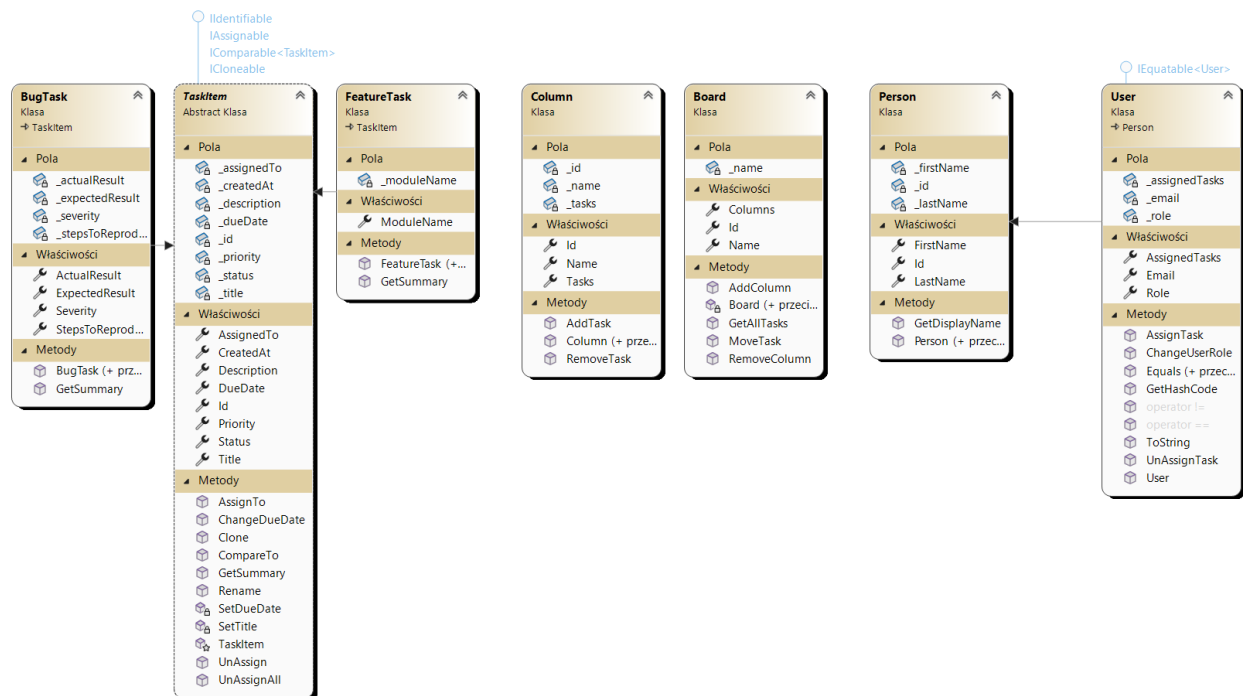 IIdentifiable
IAssignable
IComparable<TaskItem>
ICloneable
BugTask
Klasa
TaskItem
Pola
_actualResult
_expectedResult
_severity
_stepsToReprod...
Właściwości
ActualResult
ExpectedResult
Severity
StepsToReprod...
Metody
BugTask (+ prz...
GetSummary
TaskItem
Abstract Klasa
Pola
_assignedTo
_createdAt
_description
_dueDate
_id
_priority
_status
_title
Właściwości
AssignedTo
CreatedAt
Description
DueDate
Id
Priority
Status
Title
Metody
AssignTo
ChangeDueDate
Clone
CompareTo
GetSummary
Rename
SetDueDate
SetTitle
TaskItem
UnAssign
UnAssignAll
FeatureTask
Klasa
TaskItem
Pola
_moduleName
Właściwości
ModuleName
Metody
FeatureTask (+...
GetSummary
Column
Klasa
Pola
_id
_name
_tasks
Właściwości
Id
Name
Tasks
Metody
AddTask
Column (+ prze...
RemoveTask
Board
Klasa
Pola
_name
Właściwości
Columns
Id
Name
Metody
AddColumn
Board (+ przeci...
GetAllTasks
MoveTask
RemoveColumn
Person
Klasa
Pola
_firstName
_id
_lastName
Właściwości
FirstName
Id
LastName
Metody
GetDisplayName
Person (+ przec...
IEquatable<User>
User
Klasa
Person
Pola
_assignedTasks
_email
_role
Właściwości
AssignedTasks
Email
Role
Metody
AssignTask
ChangeUserRole
Equals (+ przec...
GetHashCode
operator !=
operator ==
ToString
UnAssignTask
User